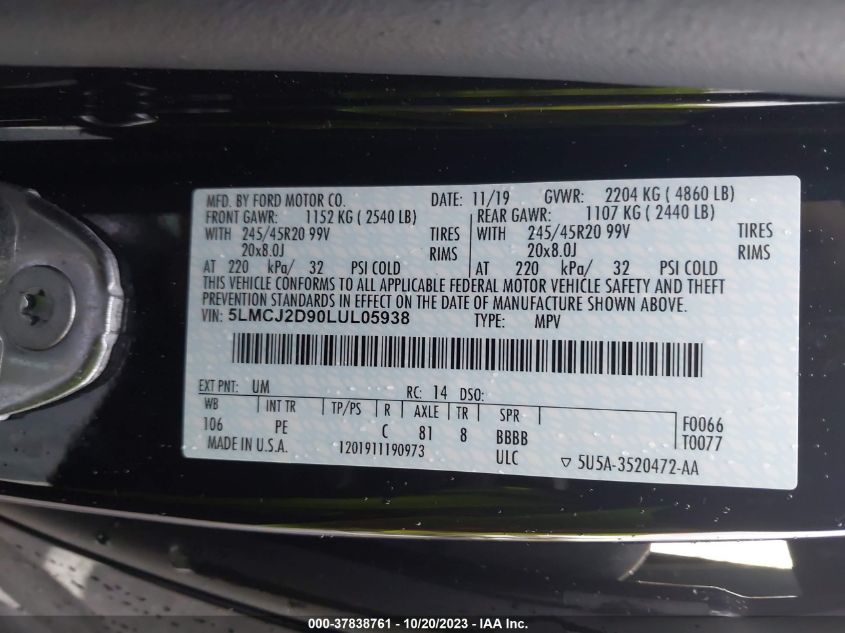 MFD. BY FORD MOTOR CO. DATE: 11/19 GVWR: 2204 KG ( 4860 LB)
FRONT GAWR: 1152 KG ( 2540 LB) REAR GAWR: 1107 KG ( 2440 LB)
WITH 245/45R20 99V TIRES WITH 245/45R20 99V TIRES
20x8.0J RIMS 20x8.0J RIMS
AT 220 kPa/ 32 PSI COLD AT 220 kPa/ 32 PSI COLD
THIS VEHICLE CONFORMS TO ALL APPLICABLE FEDERAL MOTOR VEHICLE SAFETY AND THEFT
PREVENTION STANDARDS IN EFFECT ON THE DATE OF MANUFACTURE SHOWN ABOVE.
VIN: 5LMCJ2D90LUL05938 TYPE: MPV
EXT PNT: UM RC: 14 DSO:
WB INT TR TP/PS R AXLE TR SPR F0066
106 PE C 81 8 BBBB T0077
MADE IN U.S.A. 1201911190973 ULC ▽ 5U5A-3520472-AA
000-37838761 - 10/20/2023 - IAA Inc.